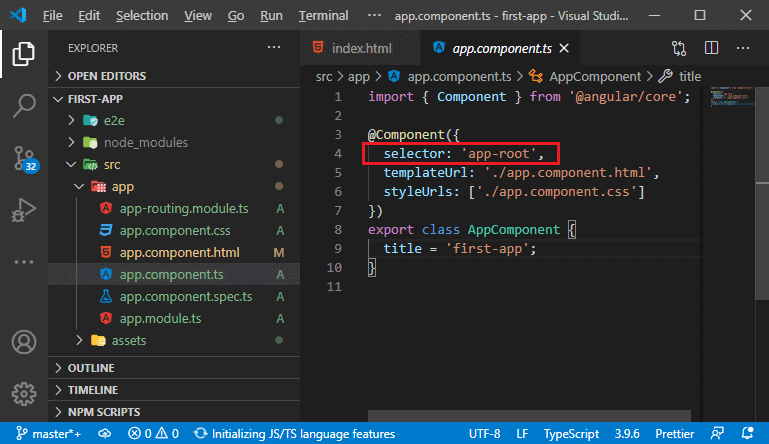 File Edit Selection View Go Run Terminal ··· app.component.ts - first-app - Visual Studi...
EXPLORER ···
OPEN EDITORS
FIRST-APP
e2e
node_modules
src
app
app-routing.module.ts A
app.component.css A
app.component.html M
app.component.ts A
app.component.spec.ts A
app.module.ts A
assets
OUTLINE
TIMELINE
NPM SCRIPTS
32
index.html app.component.ts
src > app > app.component.ts > AppComponent > title
1 import { Component } from '@angular/core';
2
3 @Component({
4 selector: 'app-root',
5 templateUrl: './app.component.html',
6 styleUrls: ['./app.component.css']
7 })
8 export class AppComponent {
9 title = 'first-app';
10 }
11
master*+ 0 0 Initializing JS/TS language features UTF-8 LF TypeScript 3.9.6 Prettier